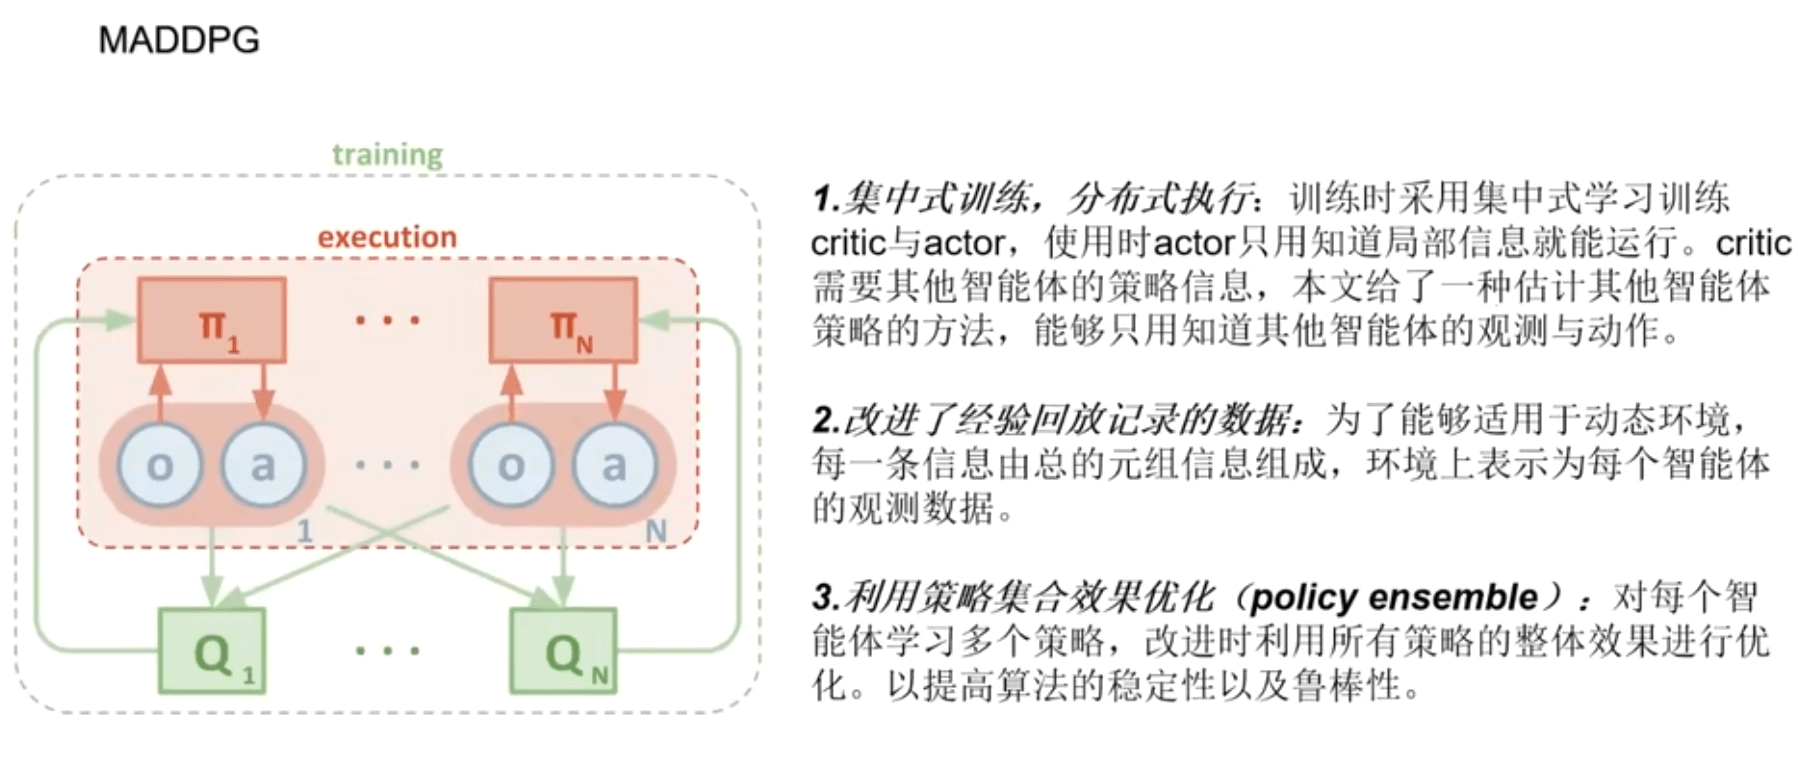 MADDPG
training
execution
π1 ··· πN
o a ··· o a
1 N
Q1 ··· QN
1.集中式训练，分布式执行：训练时采用集中式学习训练
critic与actor，使用时actor只用知道局部信息就能运行。critic
需要其他智能体的策略信息，本文给了一种估计其他智能体
策略的方法，能够只用知道其他智能体的观测与动作。
2.改进了经验回放记录的数据：为了能够适用于动态环境，
每一条信息由总的元组信息组成，环境上表示为每个智能体
的观测数据。
3.利用策略集合效果优化（policy ensemble）：对每个智
能体学习多个策略，改进时利用所有策略的整体效果进行优
化。以提高算法的稳定性以及鲁棒性。